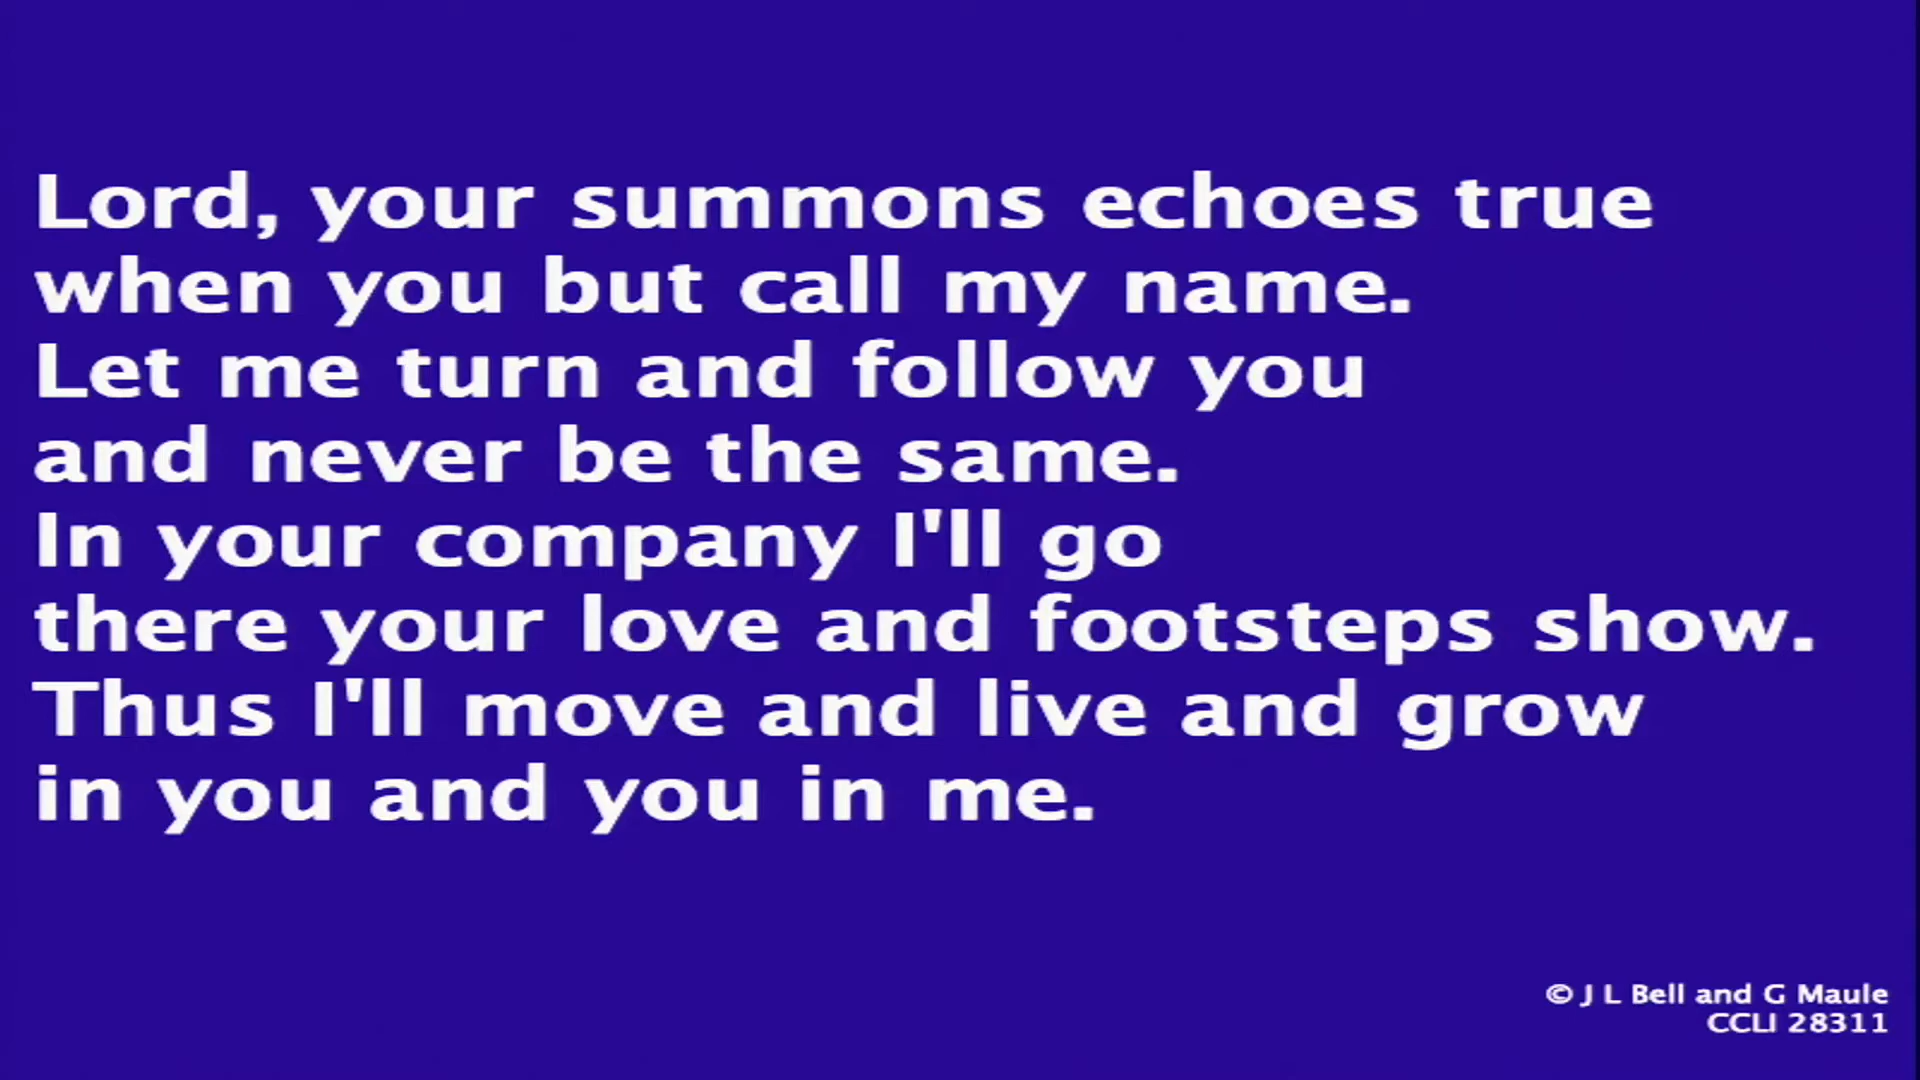 Lord, your summons echoes true
when you but call my name.
Let me turn and follow you
and never be the same.
In your company I'll go
there your love and footsteps show.
Thus I'll move and live and grow
in you and you in me.
© J L Bell and G Maule
CCLI 28311